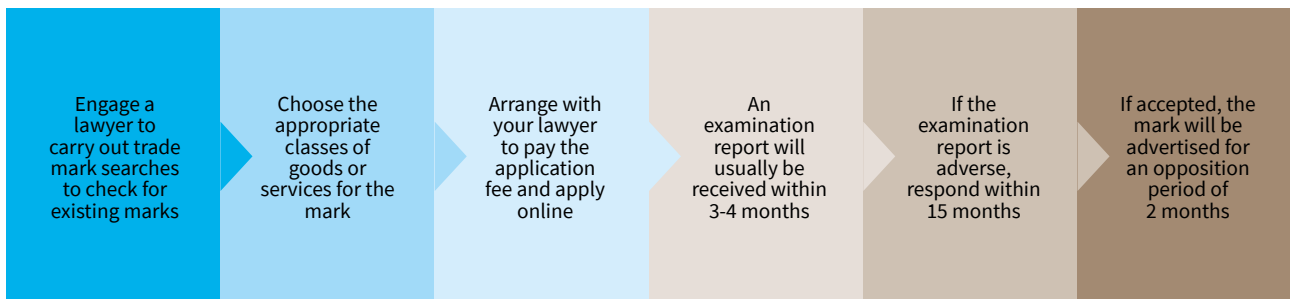 Engage a
lawyer to
carry out trade
mark searches
to check for
existing marks
Choose the
appropriate
classes of
goods or
services for the
mark
Arrange with
your lawyer
to pay the
application
fee and apply
online
An
examination
report will
usually be
received within
3-4 months
If the
examination
report is
adverse,
respond within
15 months
If accepted, the
mark will be
advertised for
an opposition
period of
2 months